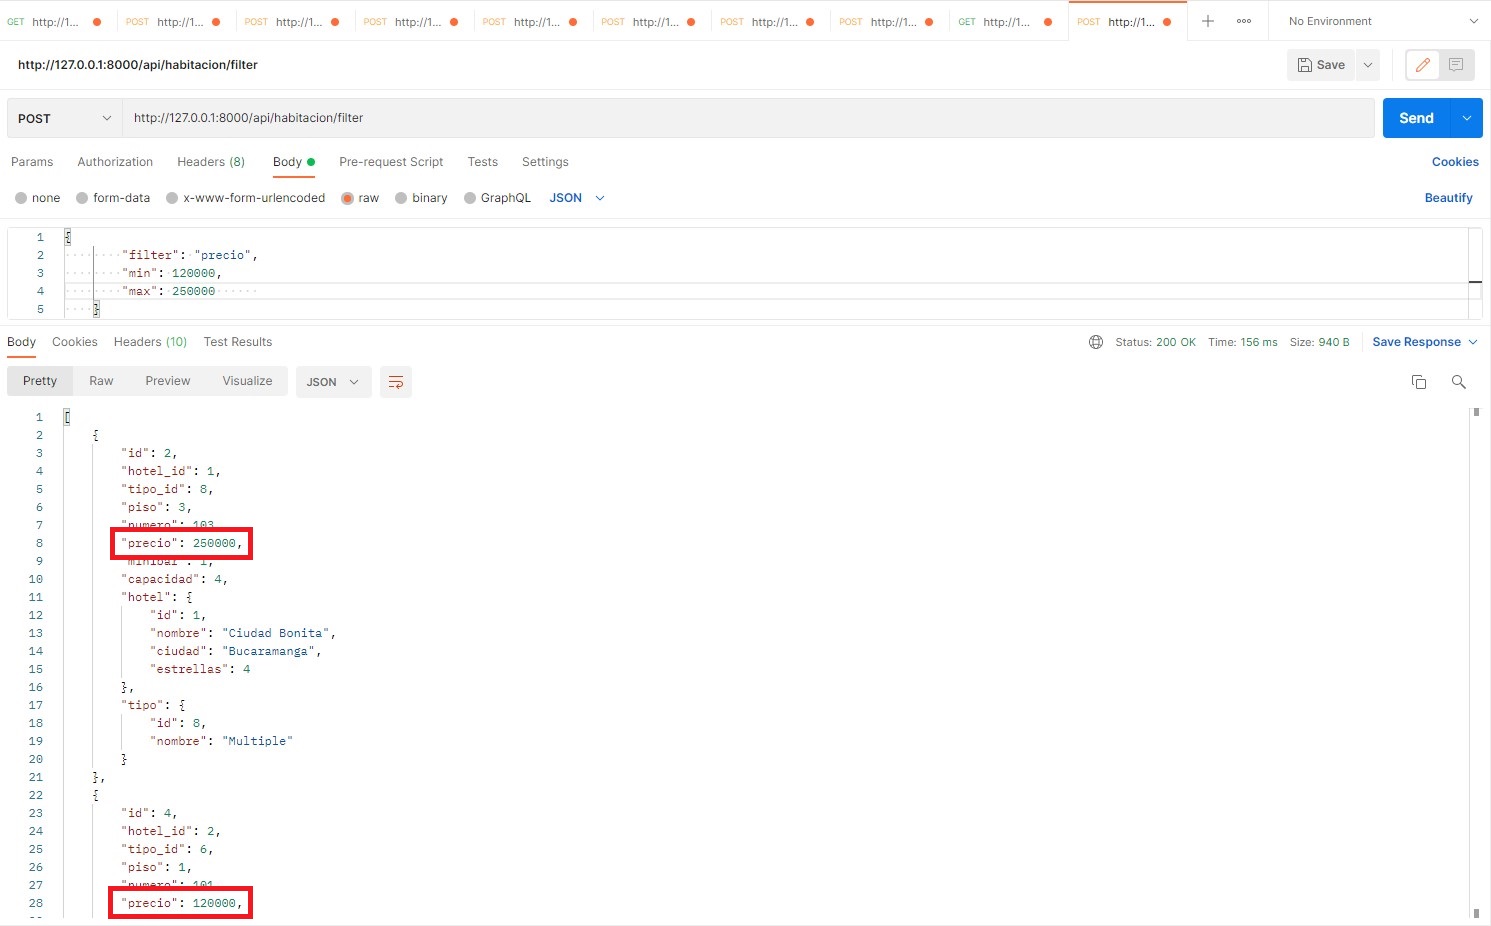 GET http://1... POST http://1... POST http://1... POST http://1... POST http://1... POST http://1... POST http://1... POST http://1... GET http://1... POST http://1... No Environment
http://127.0.0.1:8000/api/habitacion/filter Save
POST http://127.0.0.1:8000/api/habitacion/filter Send
Params Authorization Headers (8) Body Pre-request Script Tests Settings Cookies
none form-data x-www-form-urlencoded raw binary GraphQL JSON Beautify
1 {
2 "filter": "precio",
3 "min": 120000,
4 "max": 250000
5 }
Body Cookies Headers (10) Test Results Status: 200 OK Time: 156 ms Size: 940 B Save Response
Pretty Raw Preview Visualize JSON
1 [
2 {
3 "id": 2,
4 "hotel_id": 1,
5 "tipo_id": 8,
6 "piso": 3,
7 "numero": 103,
8 "precio": 250000,
9 "minibar": 1,
10 "capacidad": 4,
11 "hotel": {
12 "id": 1,
13 "nombre": "Ciudad Bonita",
14 "ciudad": "Bucaramanga",
15 "estrellas": 4
16 },
17 "tipo": {
18 "id": 8,
19 "nombre": "Multiple"
20 }
21 },
22 {
23 "id": 4,
24 "hotel_id": 2,
25 "tipo_id": 6,
26 "piso": 1,
27 "numero": 101,
28 "precio": 120000,